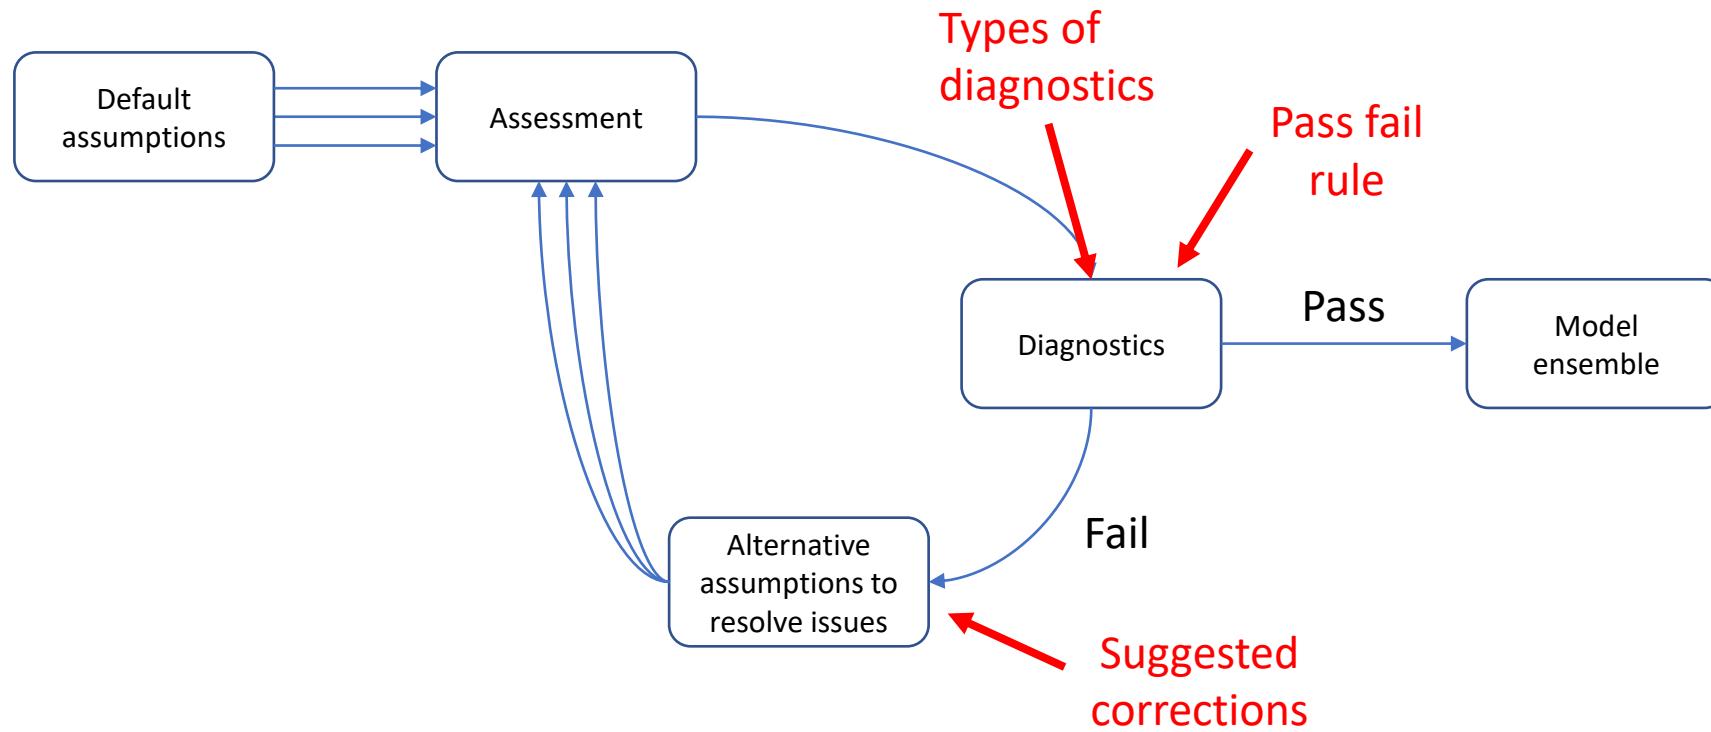 Types of
diagnostics
Pass fail
rule
Default
assumptions
Assessment
Diagnostics
Pass
Model
ensemble
Fail
Alternative
assumptions to
resolve issues
Suggested
corrections